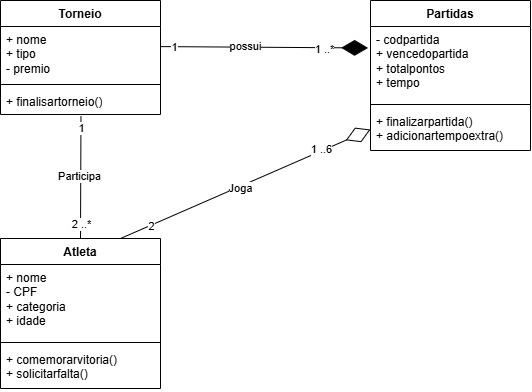 Torneio
+ nome
+ tipo
- premio
+ finalisartorneio()
1
possui
1 ..*
Partidas
- codpartida
+ vencedopartida
+ totalpontos
+ tempo
+ finalizarpartida()
+ adicionartempoextra()
1
Participa
2 ..*
1 ..6
Joga
2
Atleta
+ nome
- CPF
+ categoria
+ idade
+ comemorarvitoria()
+ solicitarfalta()